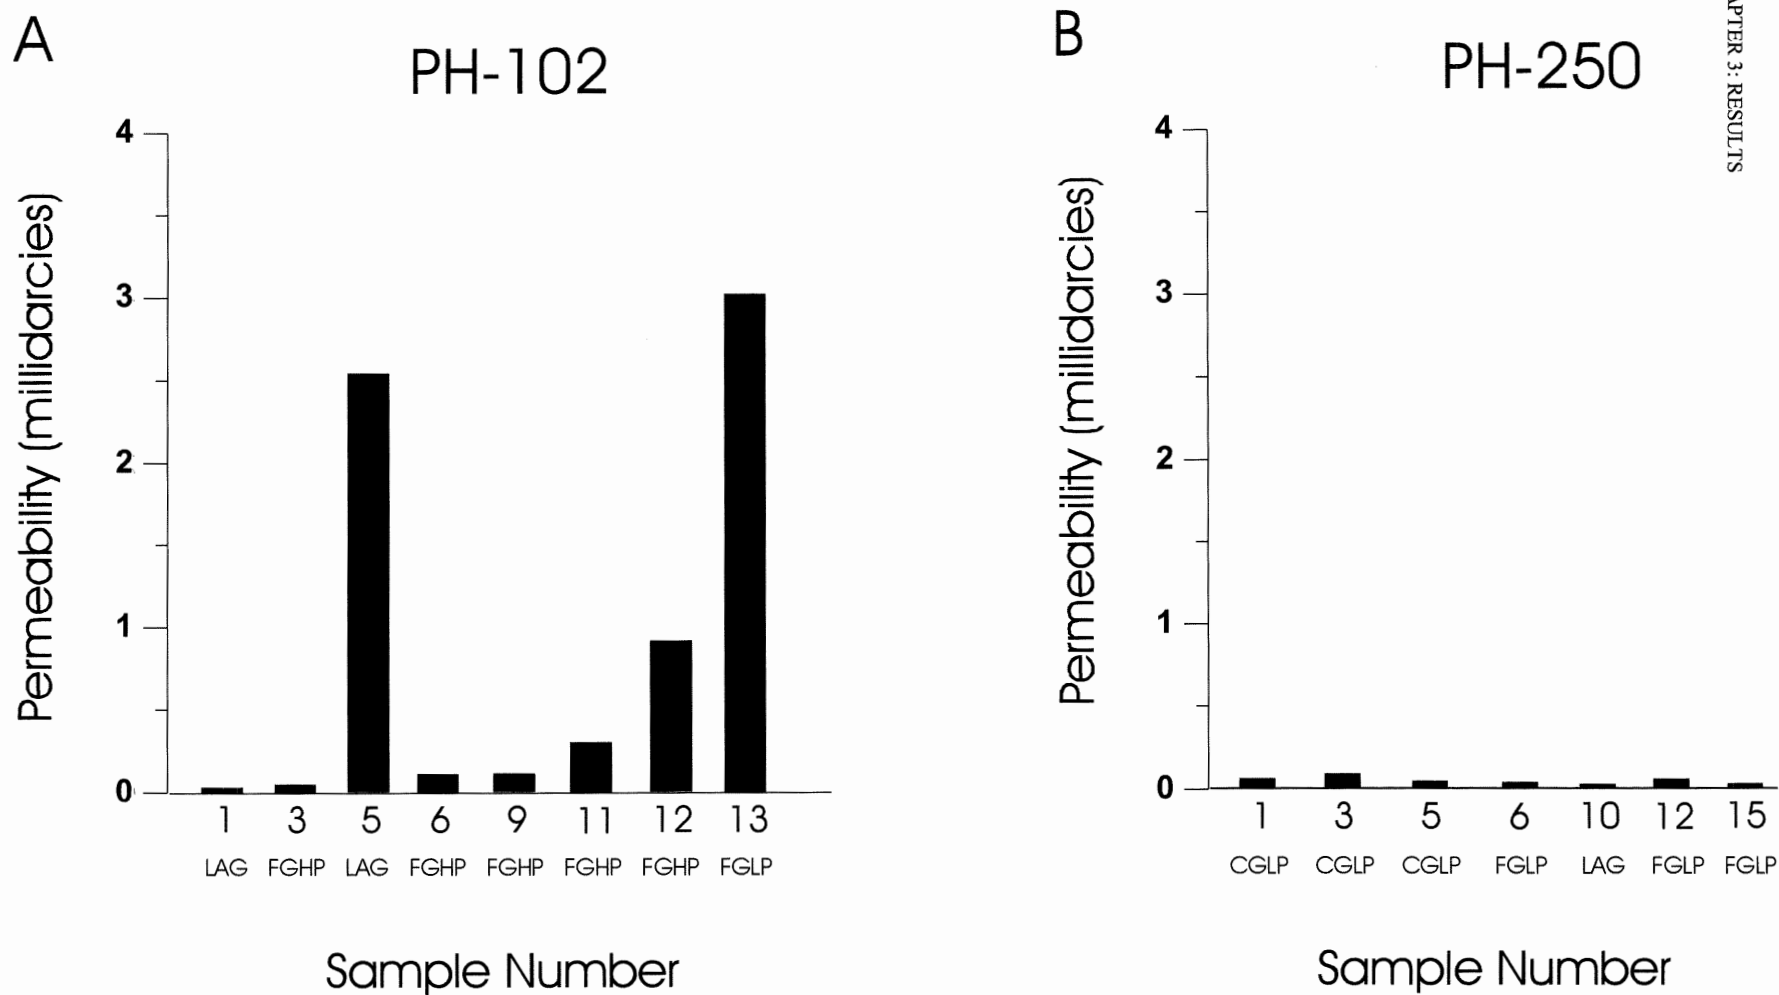 A
PH-102
4
3
2
1
0
Permeability (millidarcies)
1 3 5 6 9 11 12 13
LAG FGHP LAG FGHP FGHP FGHP FGHP FGLP
Sample Number
B
PH-250
4
3
2
1
0
Permeability (millidarcies)
1 3 5 6 10 12 15
CGLP CGLP CGLP FGLP LAG FGLP FGLP
Sample Number
APTER 3: RESULTS